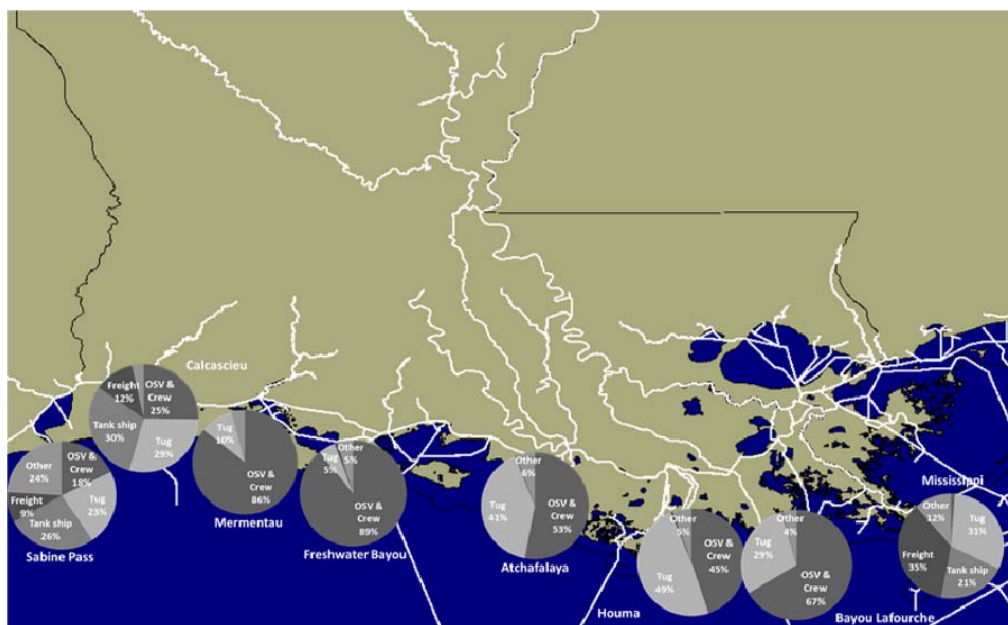 Calcascieu
Freight
12%
OSV &
Crew
25%
Tank ship
30%
Tug
29%
Other
24%
OSV &
Crew
18%
Freight
9%
Tug
23%
Tank ship
26%
Sabine Pass
Tug
10%
OSV &
Crew
86%
Mermentau
Other
5%
Tug
5%
OSV &
Crew
89%
Freshwater Bayou
Other
6%
Tug
41%
OSV &
Crew
53%
Atchafalaya
Other
5%
OSV &
Crew
45%
Tug
49%
Houma
Other
4%
Tug
29%
OSV &
Crew
67%
Bayou Lafourche
Mississippi
Other
12%
Tug
31%
Freight
35%
Tank ship
21%